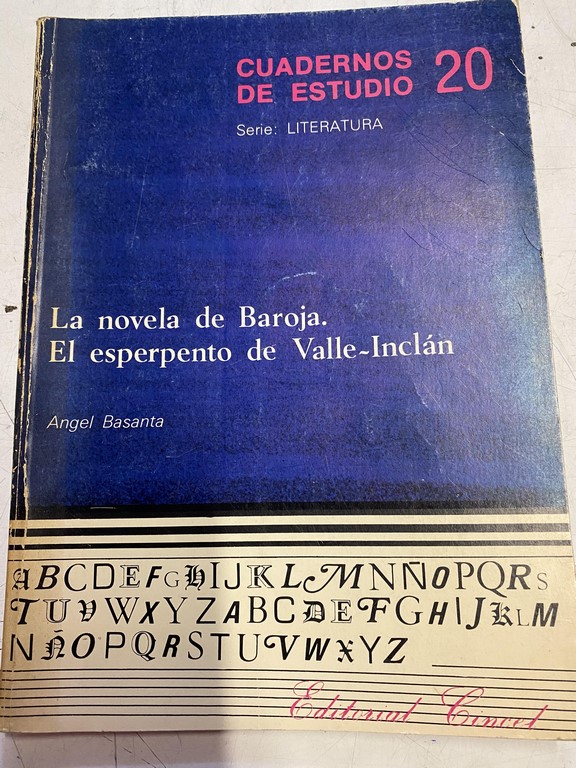 CUADERNOS
DE ESTUDIO 20
Serie: LITERATURA
La novela de Baroja.
El esperpento de Valle-Inclán
Angel Basanta
ABCDEFGHIJKLMNÑOPQRS
TUVWXYZABCDEFGHIJKLM
NÑOPQRSTUVWXYZ
Editorial Cincel